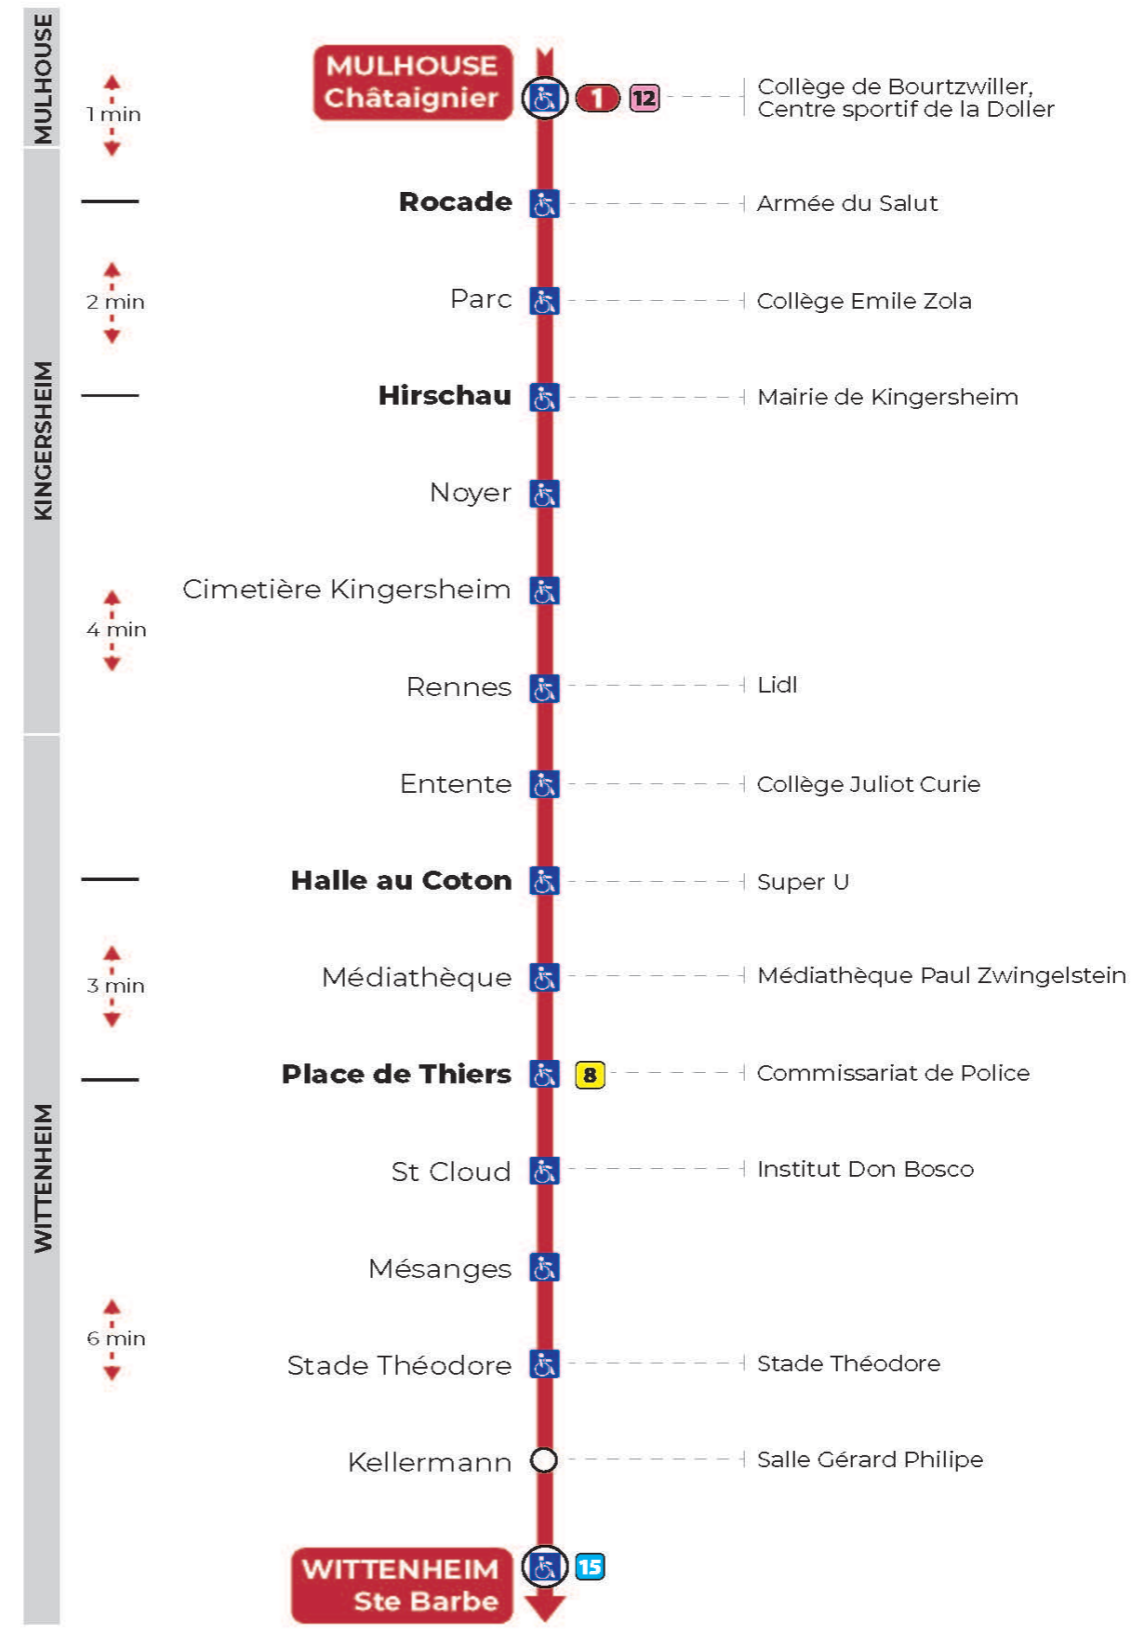 MULHOUSE
KINGERSHEIM
WITTENHEIM
1 min
2 min
4 min
3 min
6 min
MULHOUSE
Châtaignier
1
12
Collège de Bourtzwiller,
Centre sportif de la Doller
Rocade
Armée du Salut
Parc
Collège Emile Zola
Hirschau
Mairie de Kingersheim
Noyer
Cimetière Kingersheim
Rennes
Lidl
Entente
Collège Juliot Curie
Halle au Coton
Super U
Médiathèque
Médiathèque Paul Zwingelstein
Place de Thiers
8
Commissariat de Police
St Cloud
Institut Don Bosco
Mésanges
Stade Théodore
Stade Théodore
Kellermann
Salle Gérard Philipe
WITTENHEIM
Ste Barbe
15